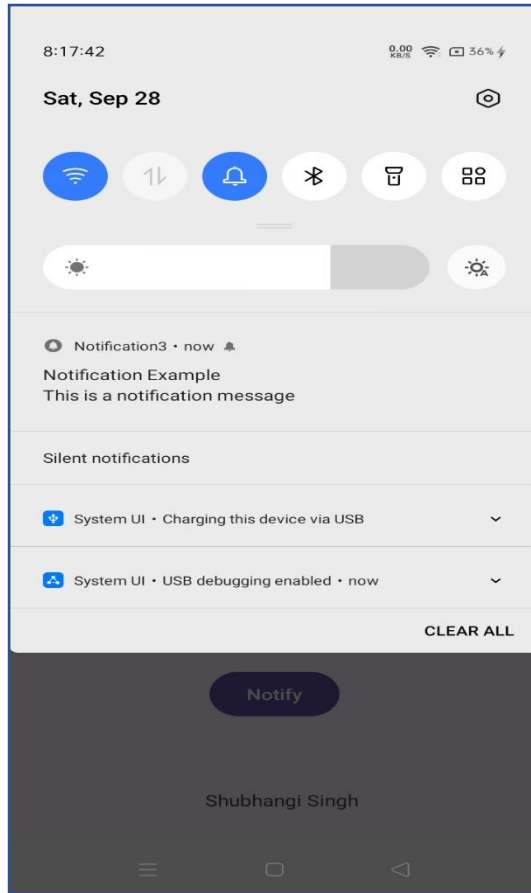 8:17:42 0.00 KB/S 36%
Sat, Sep 28
A
Notification3 • now
Notification Example
This is a notification message
Silent notifications
System UI • Charging this device via USB
System UI • USB debugging enabled • now
CLEAR ALL
Notify
Shubhangi Singh